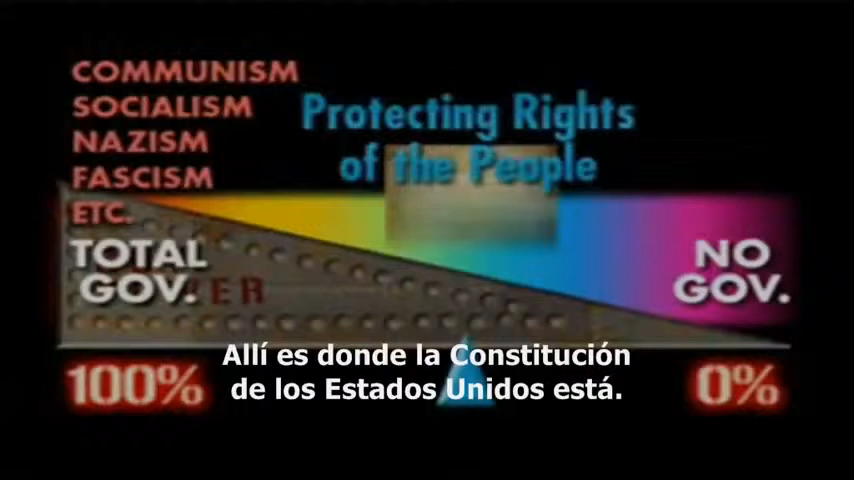 COMMUNISM
SOCIALISM
NAZISM
FASCISM
ETC.
Protecting Rights
of the People
TOTAL
GOV.
NO
GOV.
100%
0%
Allí es donde la Constitución
de los Estados Unidos está.